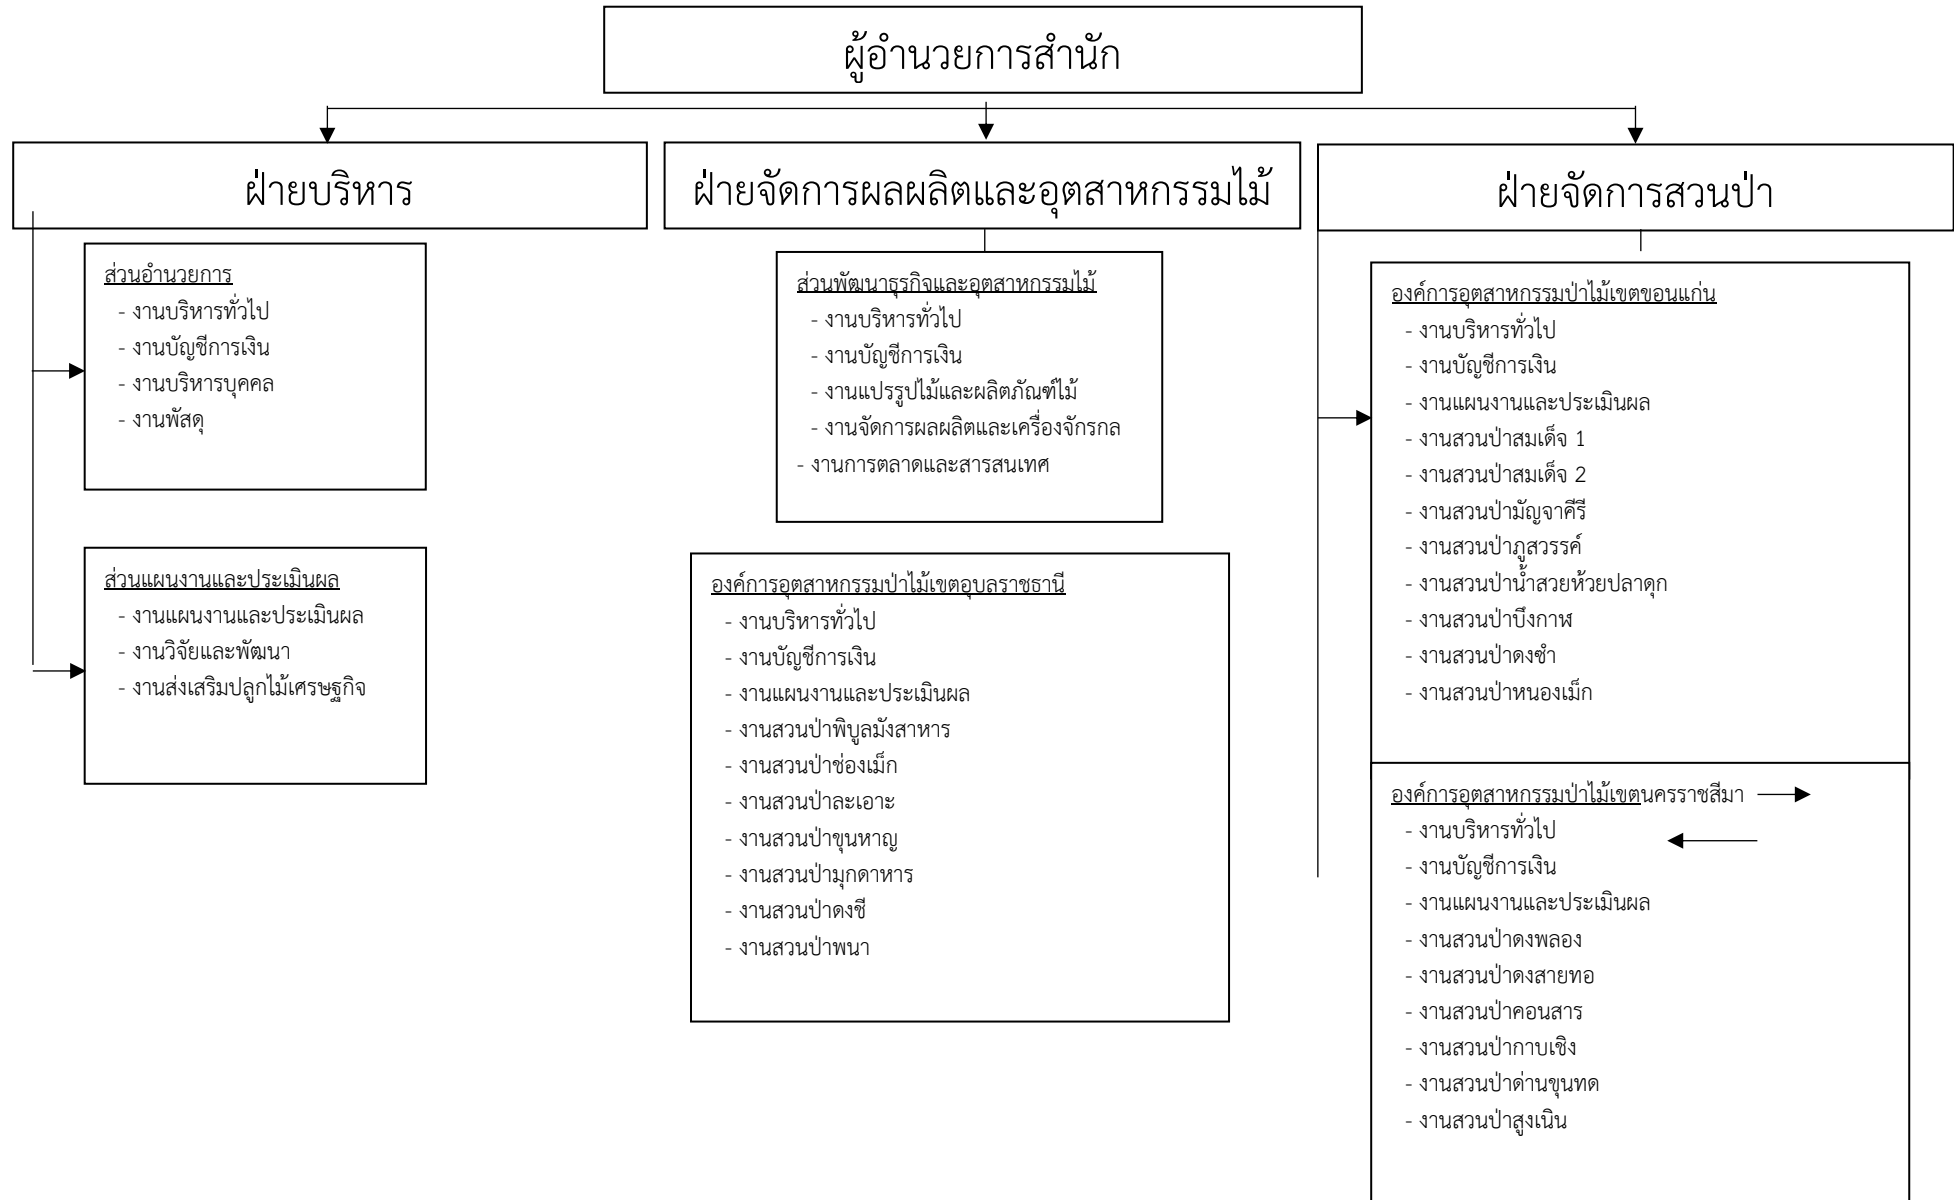 ผู้อำนวยการสำนัก
ฝ่ายบริหาร
ส่วนอำนวยการ
- งานบริหารทั่วไป
- งานบัญชีการเงิน
- งานบริหารบุคคล
- งานพัสดุ
ส่วนแผนงานและประเมินผล
- งานแผนงานและประเมินผล
- งานวิจัยและพัฒนา
- งานส่งเสริมปลูกไม้เศรษฐกิจ
ฝ่ายจัดการผลผลิตและอุตสาหกรรมไม้
ส่วนพัฒนาธุรกิจและอุตสาหกรรมไม้
- งานบริหารทั่วไป
- งานบัญชีการเงิน
- งานแปรรูปไม้และผลิตภัณฑ์ไม้
- งานจัดการผลผลิตและเครื่องจักรกล
- งานการตลาดและสารสนเทศ
องค์การอุตสาหกรรมป่าไม้เขตอุบลราชธานี
- งานบริหารทั่วไป
- งานบัญชีการเงิน
- งานแผนงานและประเมินผล
- งานสวนป่าพิบูลมังสาหาร
- งานสวนป่าช่องเม็ก
- งานสวนป่าละเอาะ
- งานสวนป่าขุนหาญ
- งานสวนป่ามุกดาหาร
- งานสวนป่าดงชี
- งานสวนป่าพนา
ฝ่ายจัดการสวนป่า
องค์การอุตสาหกรรมป่าไม้เขตขอนแก่น
- งานบริหารทั่วไป
- งานบัญชีการเงิน
- งานแผนงานและประเมินผล
- งานสวนป่าสมเด็จ 1
- งานสวนป่าสมเด็จ 2
- งานสวนป่ามัญจาคีรี
- งานสวนป่าภูสวรรค์
- งานสวนป่าน้ำสวยห้วยปลาดุก
- งานสวนป่าบึงกาฬ
- งานสวนป่าดงซำ
- งานสวนป่าหนองเม็ก
องค์การอุตสาหกรรมป่าไม้เขตนครราชสีมา
- งานบริหารทั่วไป
- งานบัญชีการเงิน
- งานแผนงานและประเมินผล
- งานสวนป่าดงพลอง
- งานสวนป่าดงสายทอ
- งานสวนป่าคอนสาร
- งานสวนป่ากาบเชิง
- งานสวนป่าด่านขุนทด
- งานสวนป่าสูงเนิน